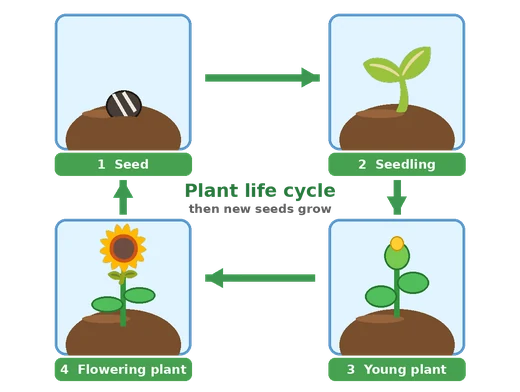 1 Seed
2 Seedling
Plant life cycle
then new seeds grow
4 Flowering plant
3 Young plant